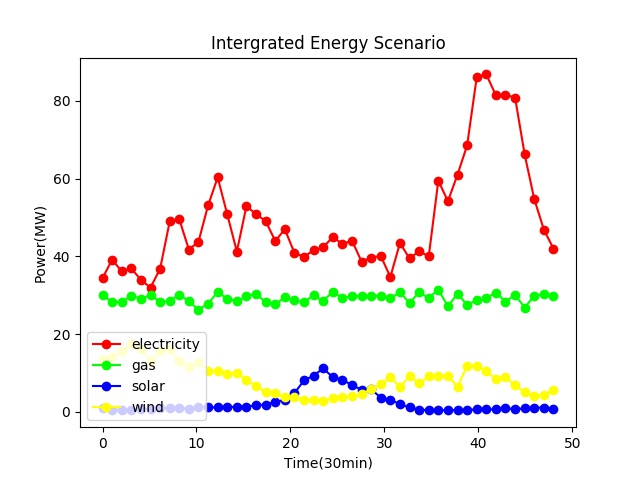 Intergrated Energy Scenario
Power(MW)
80
60
40
20
0
electricity
gas
solar
wind
0 10 20 30 40 50
Time(30min)